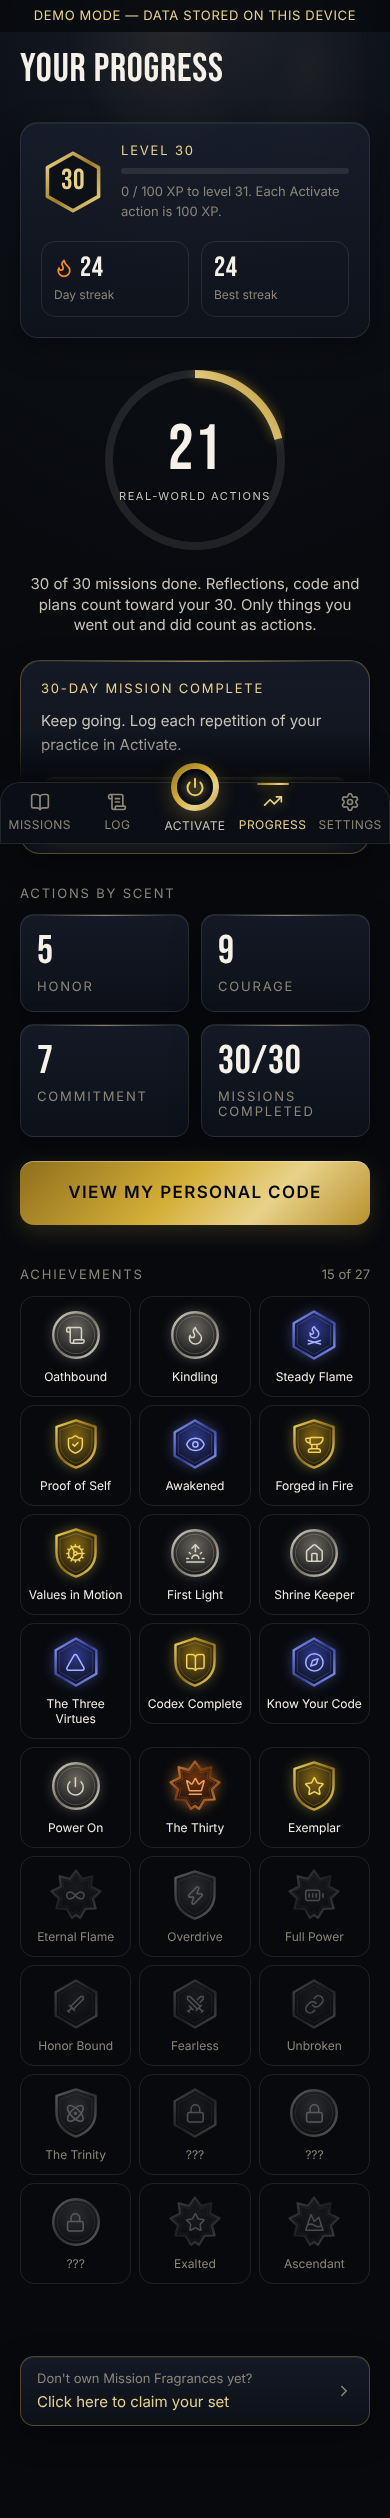 DEMO MODE — DATA STORED ON THIS DEVICE
YOUR PROGRESS
30
LEVEL 30
0 / 100 XP to level 31. Each Activate
action is 100 XP.
24
Day streak
24
Best streak
21
REAL-WORLD ACTIONS
30 of 30 missions done. Reflections, code and
plans count toward your 30. Only things you
went out and did count as actions.
30-DAY MISSION COMPLETE
Keep going. Log each repetition of your
practice in Activate.
MISSIONS
LOG
ACTIVATE
PROGRESS
SETTINGS
ACTIONS BY SCENT
5
HONOR
9
COURAGE
7
COMMITMENT
30/30
MISSIONS
COMPLETED
VIEW MY PERSONAL CODE
ACHIEVEMENTS
15 of 27
Oathbound
Kindling
Steady Flame
Proof of Self
Awakened
Forged in Fire
Values in Motion
First Light
Shrine Keeper
The Three
Virtues
Codex Complete
Know Your Code
Power On
The Thirty
Exemplar
Eternal Flame
Overdrive
Full Power
Honor Bound
Fearless
Unbroken
The Trinity
???
???
???
Exalted
Ascendant
Don't own Mission Fragrances yet?
Click here to claim your set